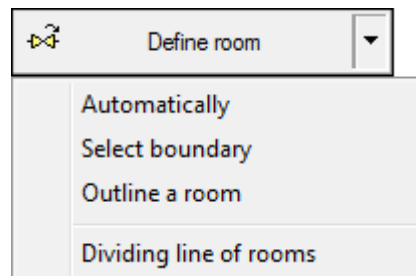 Define room
Automatically
Select boundary
Outline a room
Dividing line of rooms